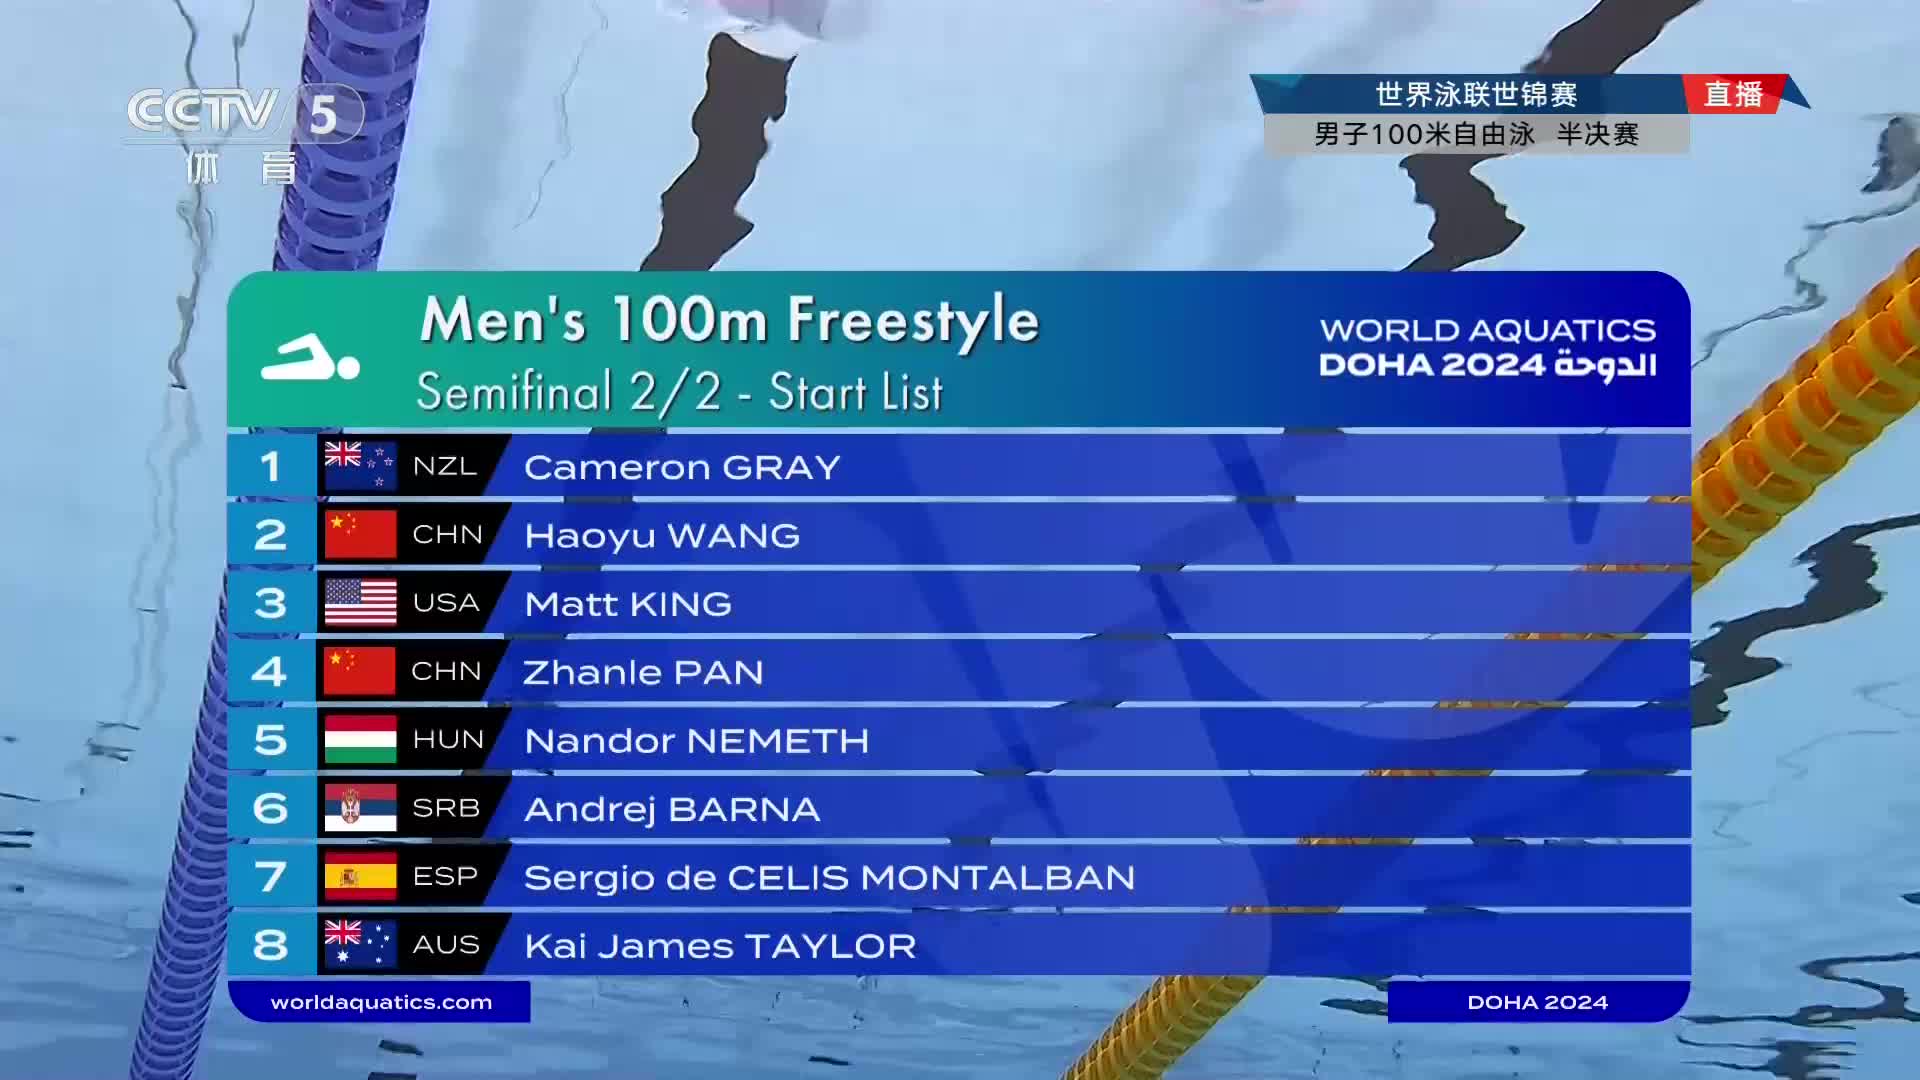 CCTV 5
体育
世界泳联世锦赛 直播
男子100米自由泳 半决赛
Men's 100m Freestyle
Semifinal 2/2 - Start List
WORLD AQUATICS
DOHA 2024 الدوحة
1 NZL Cameron GRAY
2 CHN Haoyu WANG
3 USA Matt KING
4 CHN Zhanle PAN
5 HUN Nandor NEMETH
6 SRB Andrej BARNA
7 ESP Sergio de CELIS MONTALBAN
8 AUS Kai James TAYLOR
worldaquatics.com
DOHA 2024